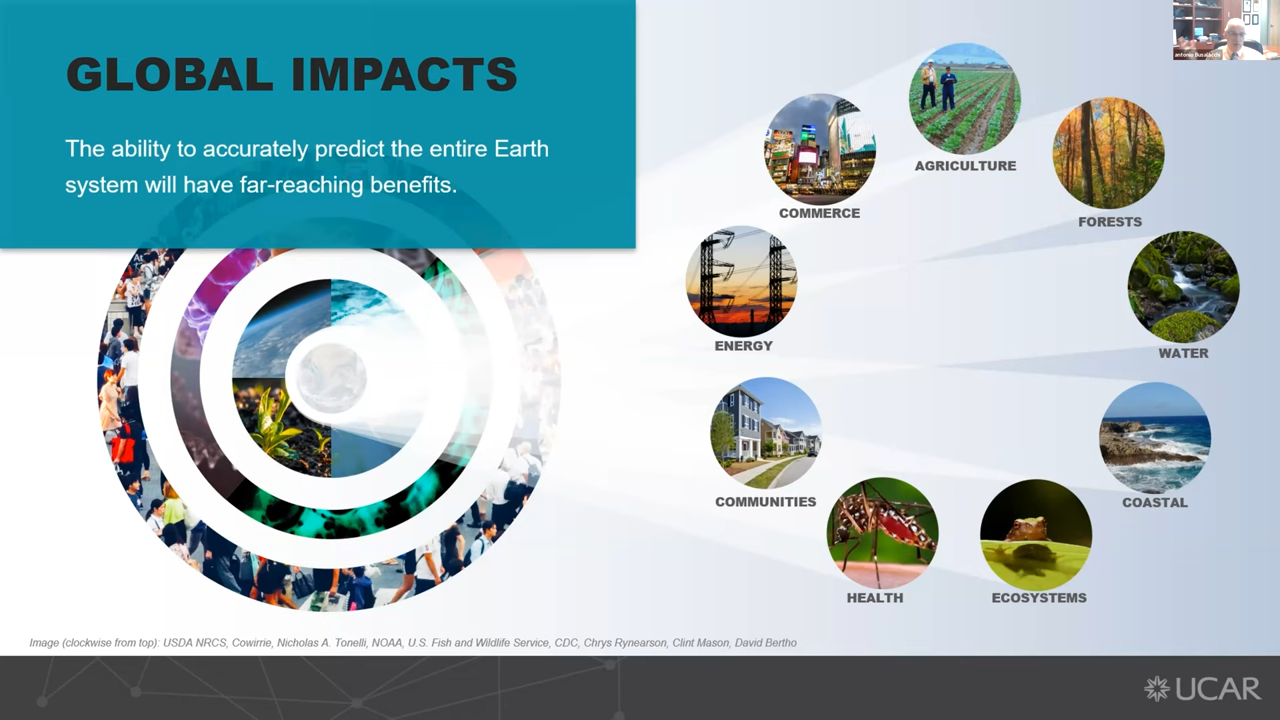 GLOBAL IMPACTS
The ability to accurately predict the entire Earth
system will have far-reaching benefits.
antonio Busalacchi
AGRICULTURE
COMMERCE
FORESTS
ENERGY
WATER
COMMUNITIES
COASTAL
HEALTH
ECOSYSTEMS
Image (clockwise from top): USDA NRCS, Cowirrie, Nicholas A. Tonelli, NOAA, U.S. Fish and Wildlife Service, CDC, Chrys Rynearson, Clint Mason, David Bertho
UCAR